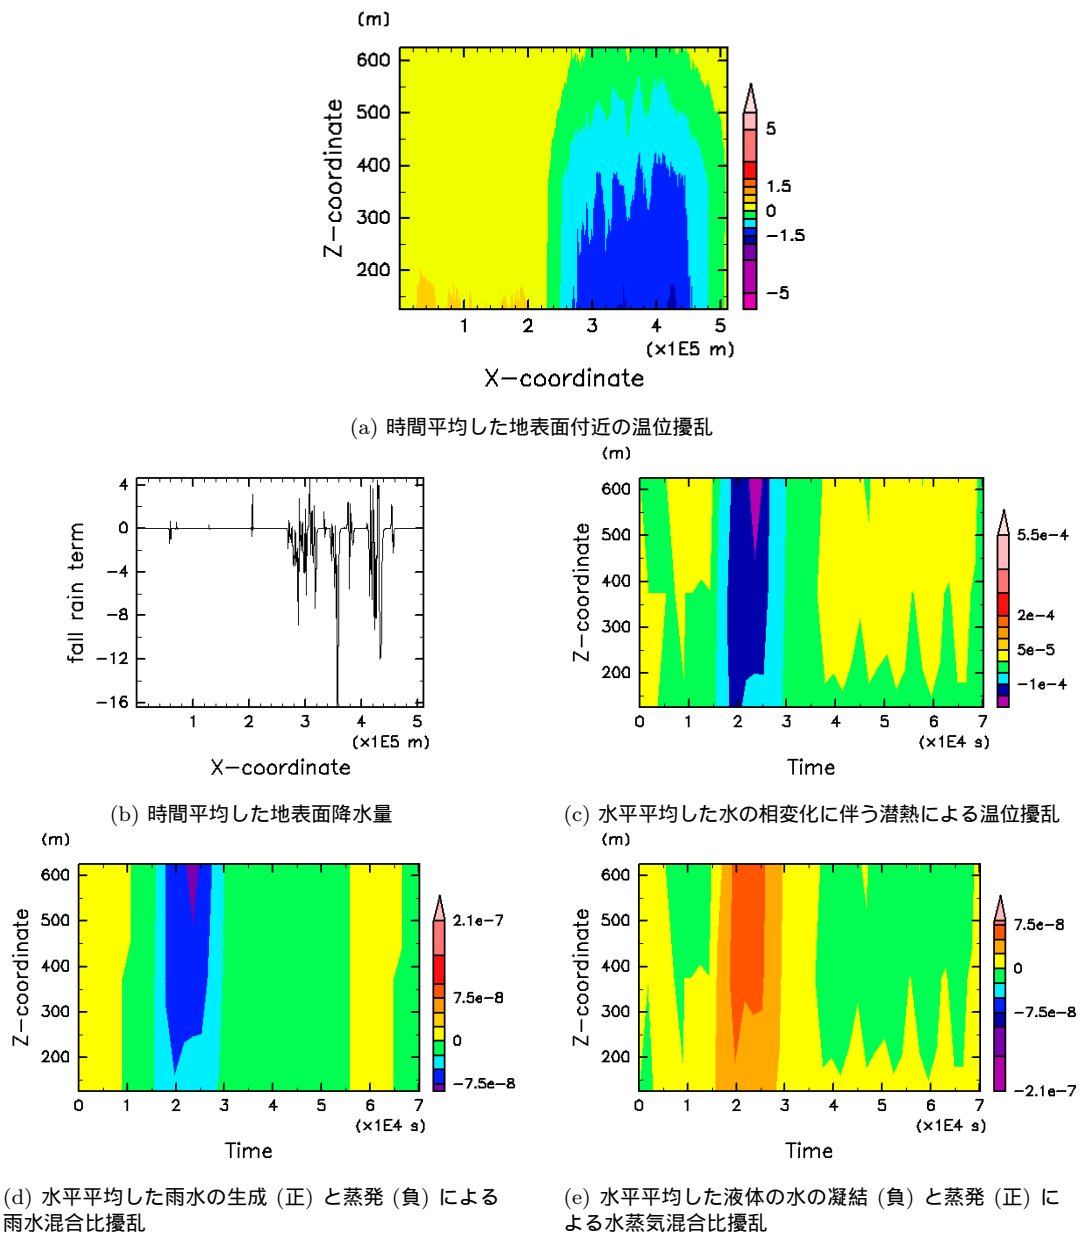 (m)
600
500
400
300
200
Z-coordinate
1 2 3 4 5
(×1E5 m)
X-coordinate
5
1.5
0
-1.5
-5
(a) 時間平均した地表面付近の温位擾乱
4
0
-4
-8
-12
-16
fall rain term
1 2 3 4 5
(×1E5 m)
X-coordinate
(b) 時間平均した地表面降水量
(m)
600
500
400
300
200
Z-coordinate
0 1 2 3 4 5 6 7
(×1E4 s)
Time
5.5e-4
2e-4
5e-5
-1e-4
(c) 水平平均した水の相変化に伴う潜熱による温位擾乱
(m)
600
500
400
300
200
Z-coordinate
0 1 2 3 4 5 6 7
(×1E4 s)
Time
2.1e-7
7.5e-8
0
-7.5e-8
(d) 水平平均した雨水の生成 (正) と蒸発 (負) による
雨水混合比擾乱
(m)
600
500
400
300
200
Z-coordinate
0 1 2 3 4 5 6 7
(×1E4 s)
Time
7.5e-8
0
-7.5e-8
-2.1e-7
(e) 水平平均した液体の水の凝結 (負) と蒸発 (正) に
よる水蒸気混合比擾乱